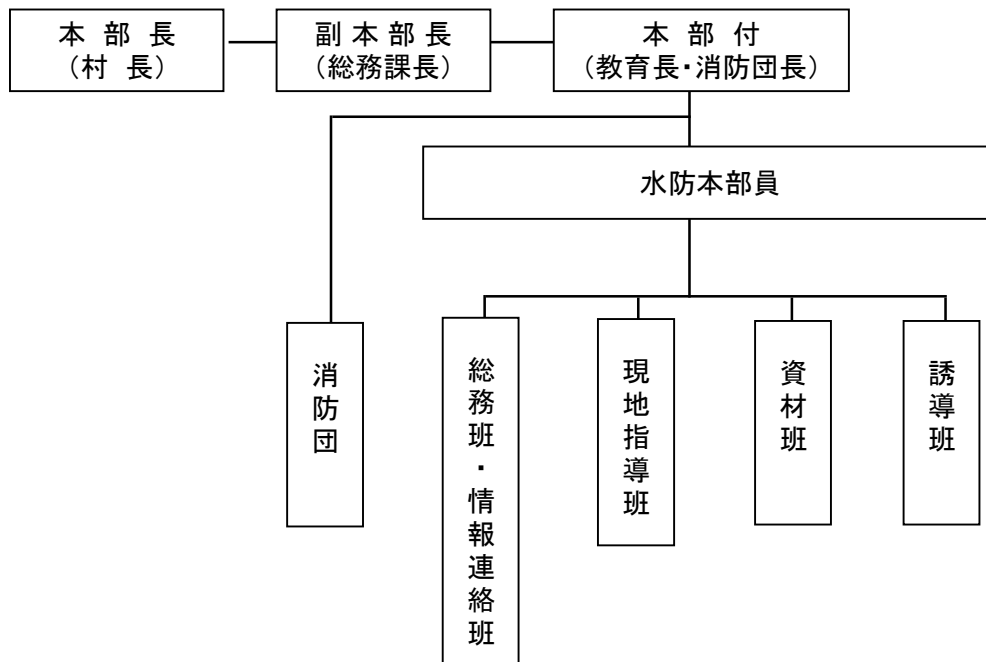 本部長
（村長）
副本部長
（総務課長）
本部付
（教育長・消防団長）
水防本部員
消防団
総務班・情報連絡班
現地指導班
資材班
誘導班